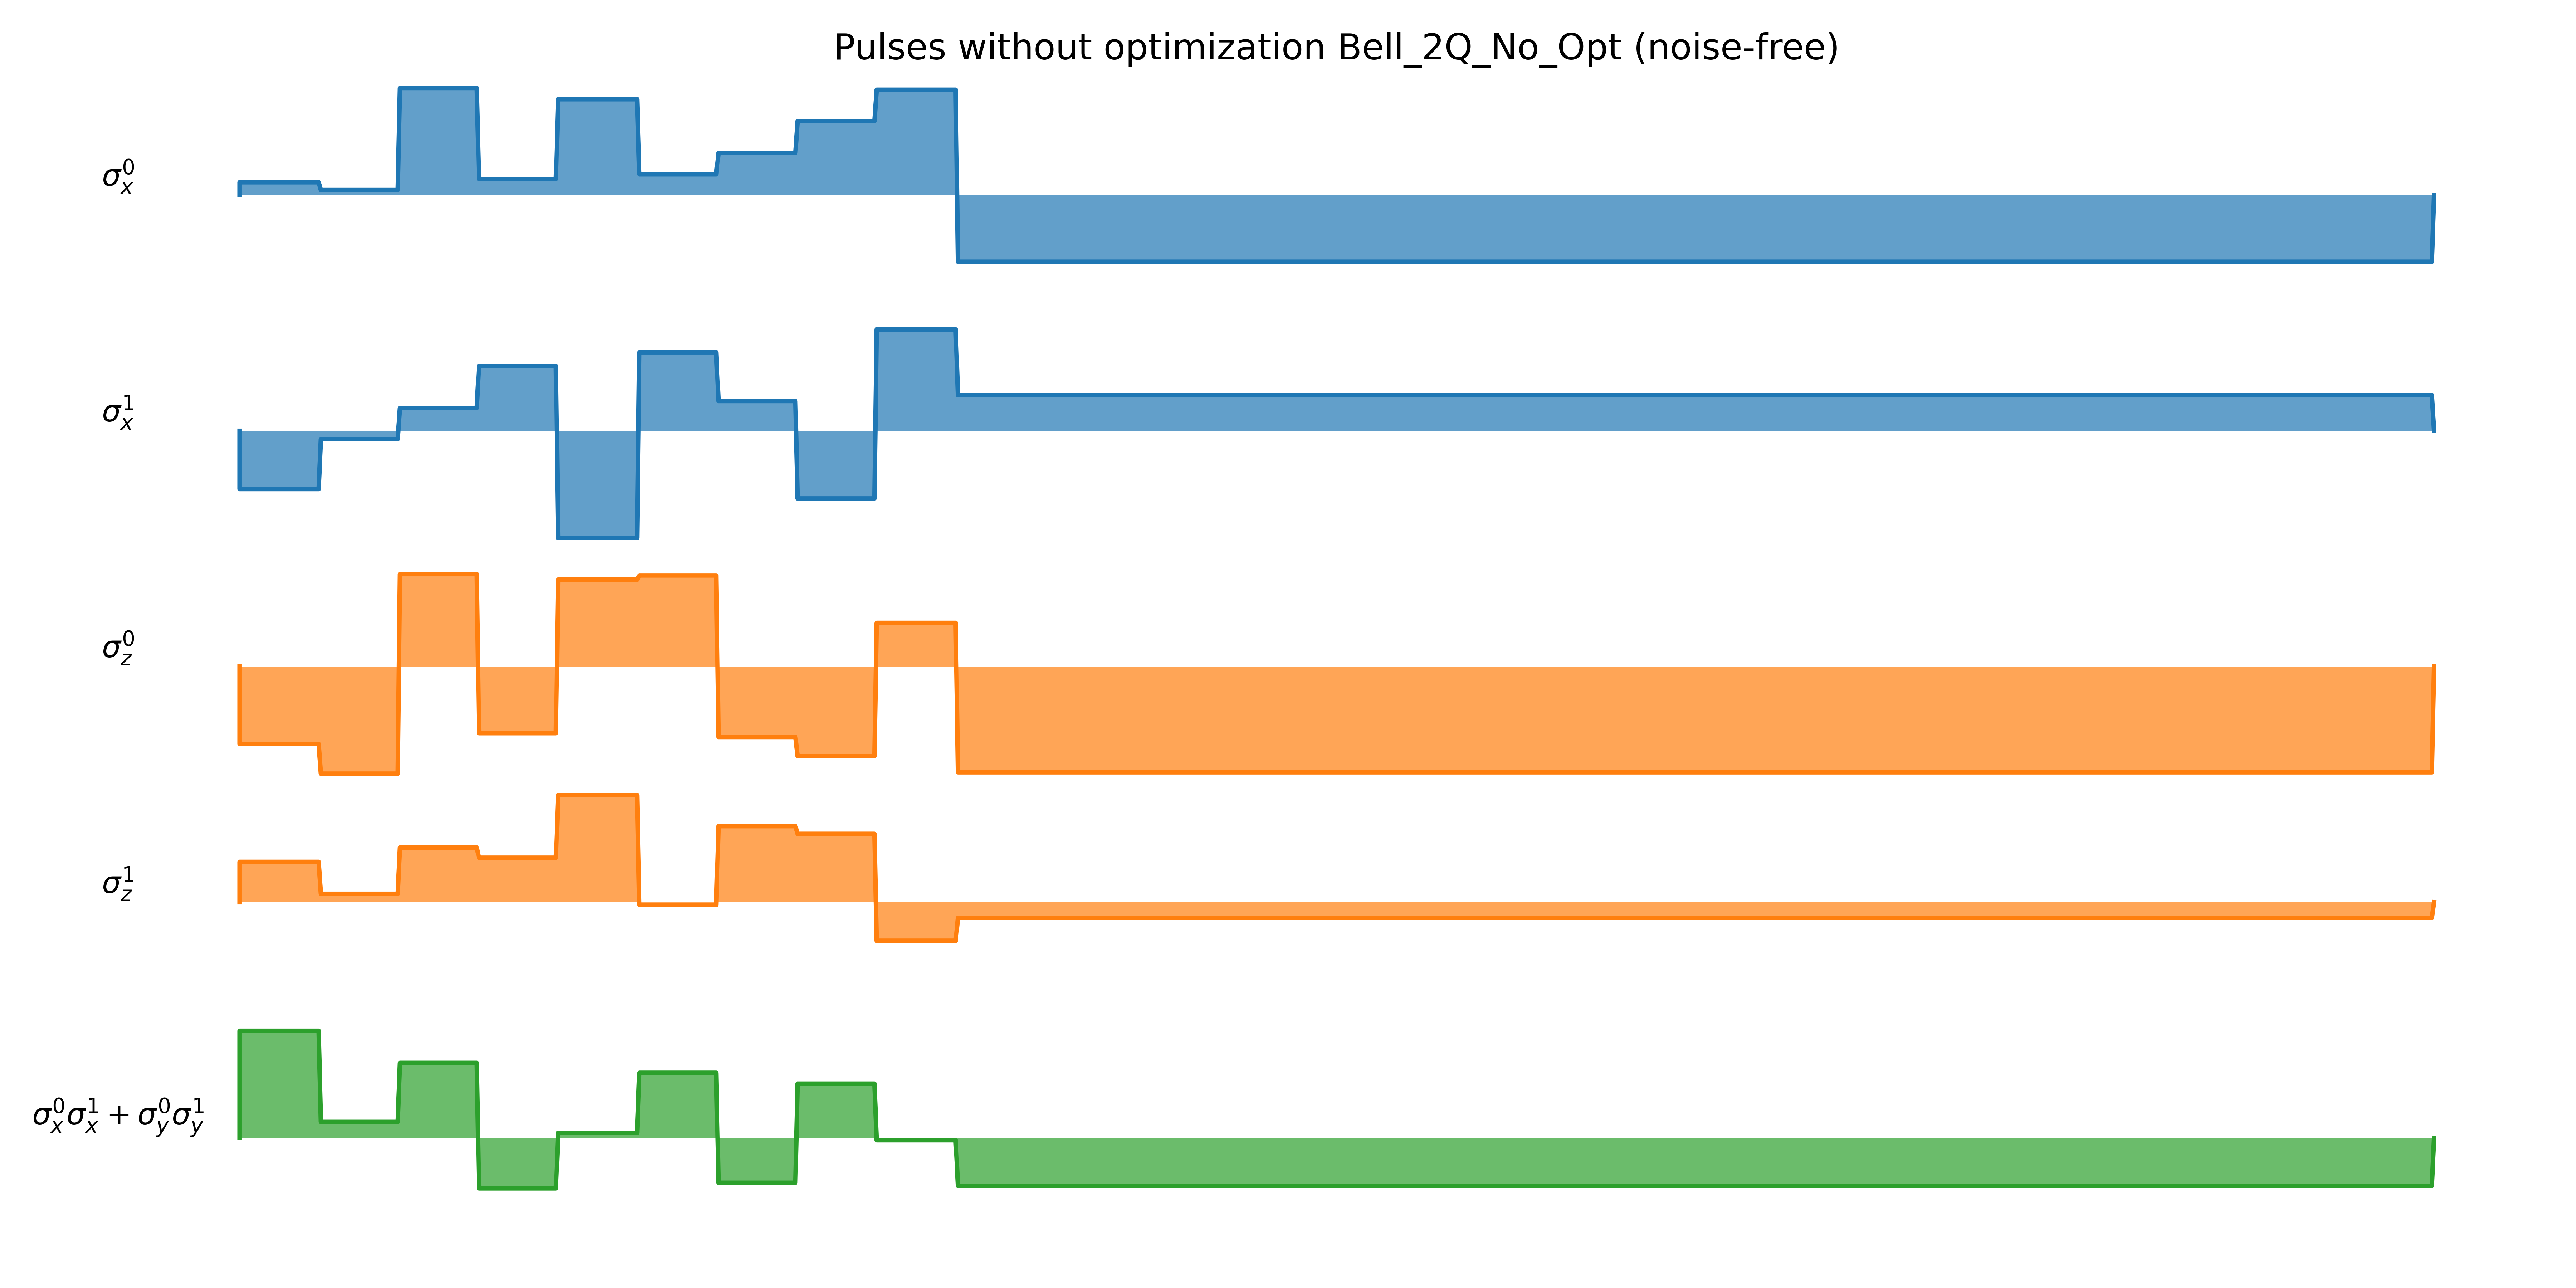 Pulses without optimization Bell_2Q_No_Opt (noise-free)
σ_x^0
σ_x^1
σ_z^0
σ_z^1
σ_x^0σ_x^1 + σ_y^0σ_y^1